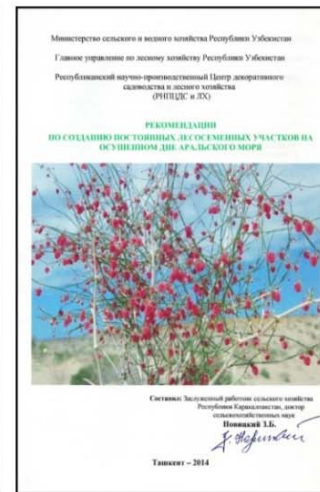 Министерство сельского и водного хозяйства Республики Узбекистан
Главное управление по лесному хозяйству Республики Узбекистан
Республиканский научно-производственный Центр декоративного
садоводства и лесного хозяйства
(РНПЦДС и ЛХ)
РЕКОМЕНДАЦИИ
ПО СОЗДАНИЮ ПОСТОЯННЫХ ЛЕСОСЕМЕННЫХ УЧАСТКОВ НА
ОСУШЕННОМ ДНЕ АРАЛЬСКОГО МОРЯ
Составил: Заслуженный работник сельского хозяйства
Республики Каракалпакстан, доктор
сельскохозяйственных наук
Новицкий З.Б.
Ташкент – 2014